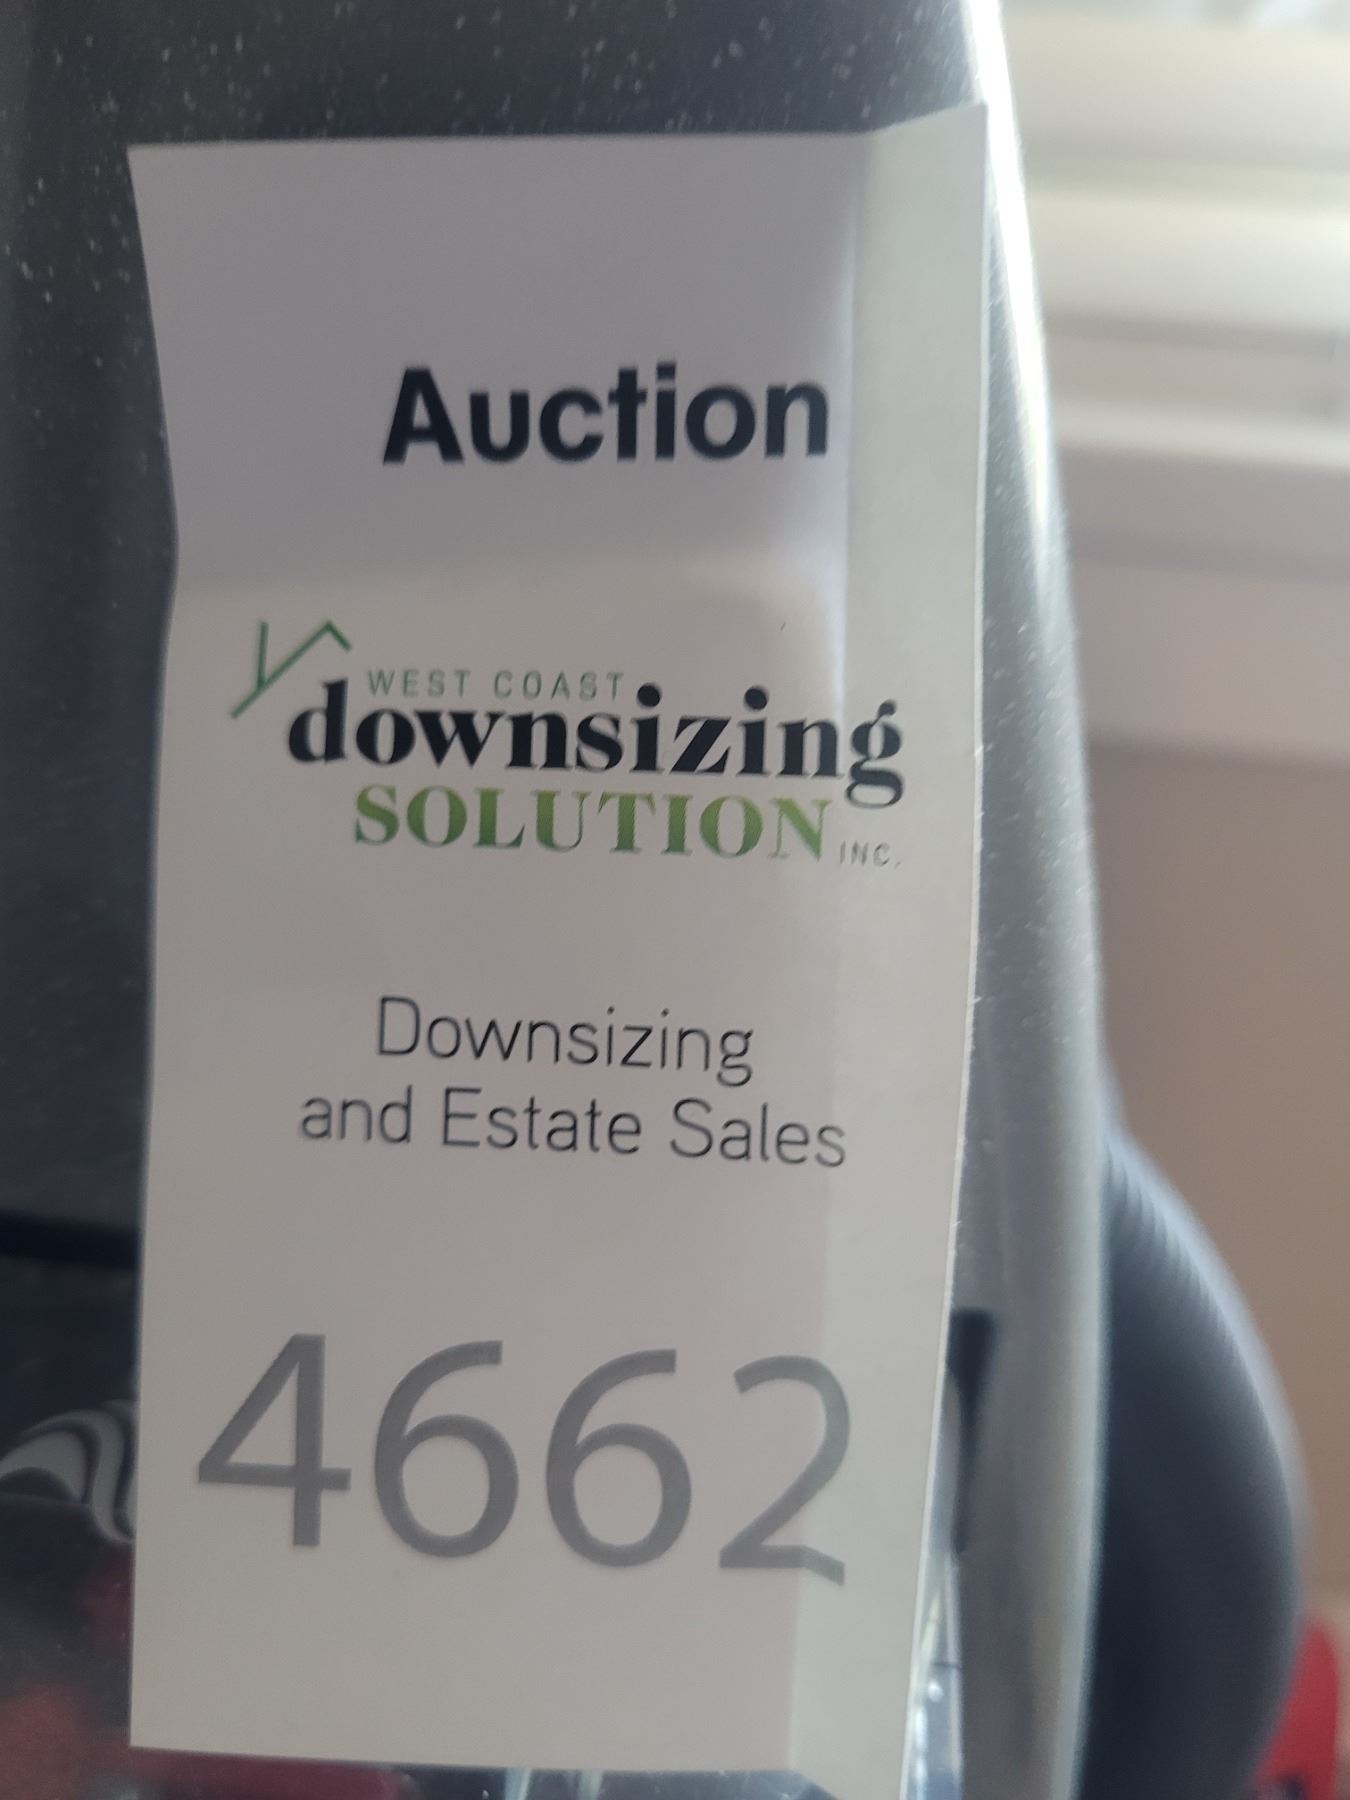 Auction
WEST COAST
downsizing
SOLUTION INC.
Downsizing
and Estate Sales
4662